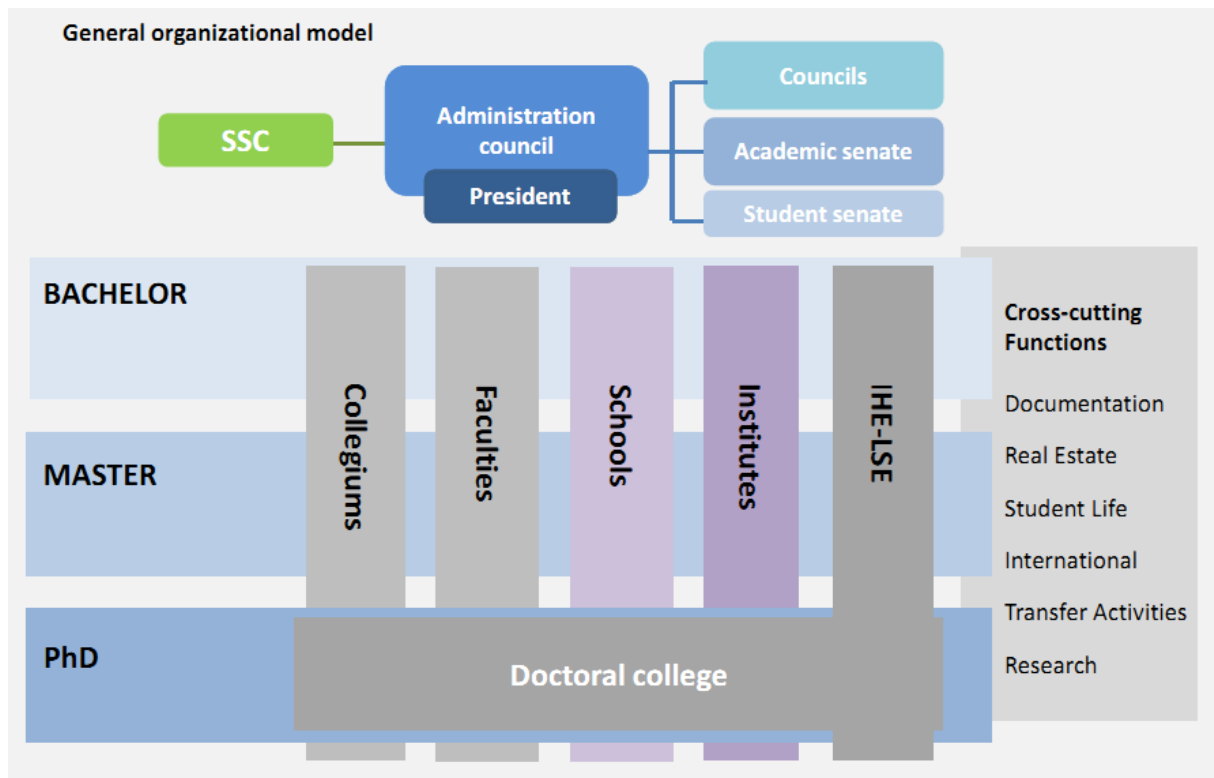 General organizational model
SSC
Administration
council
President
Councils
Academic senate
Student senate
BACHELOR
MASTER
PhD
Collegiums
Faculties
Schools
Institutes
IHE-LSE
Doctoral college
Cross-cutting
Functions
Documentation
Real Estate
Student Life
International
Transfer Activities
Research